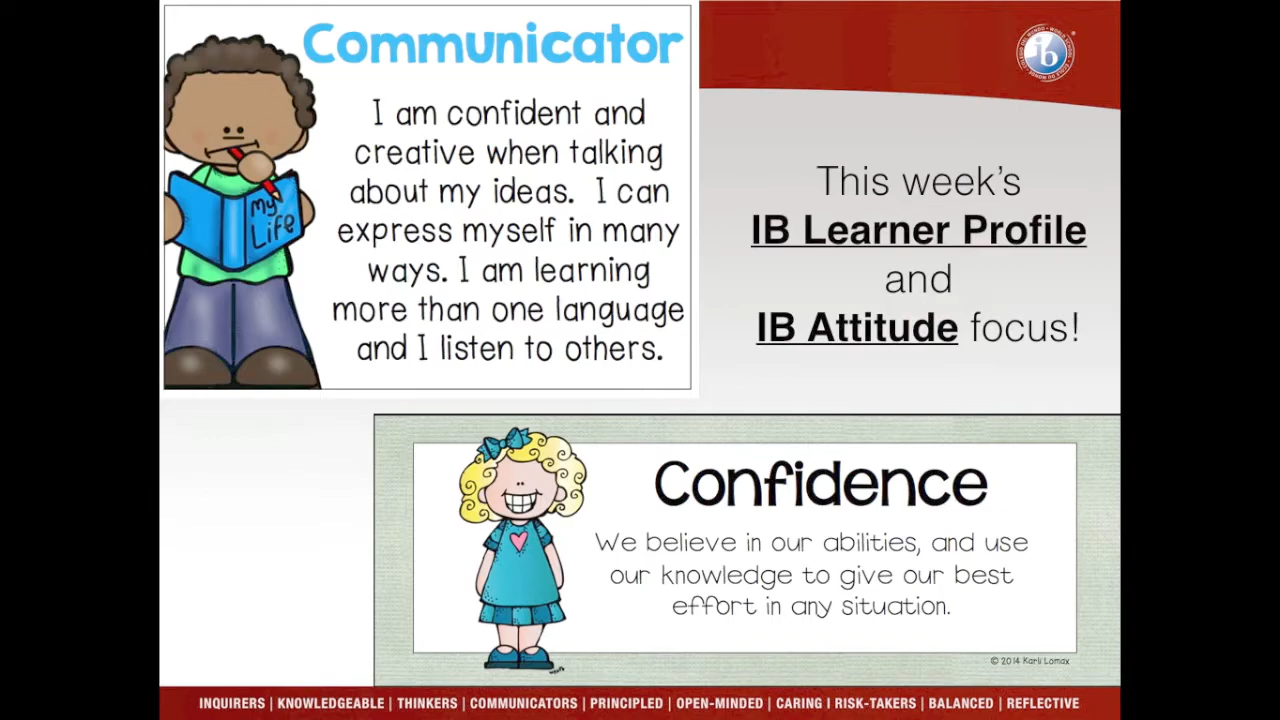 Communicator
I am confident and
creative when talking
about my ideas.  I can
express myself in many
ways. I am learning
more than one language
and I listen to others.
My
Life
ib
This week's
IB Learner Profile
and
IB Attitude focus!
Confidence
We believe in our abilities, and use
our knowledge to give our best
effort in any situation.
© 2014 Karli Lomax
INQUIRERS | KNOWLEDGEABLE | THINKERS | COMMUNICATORS | PRINCIPLED | OPEN-MINDED | CARING I RISK-TAKERS | BALANCED | REFLECTIVE